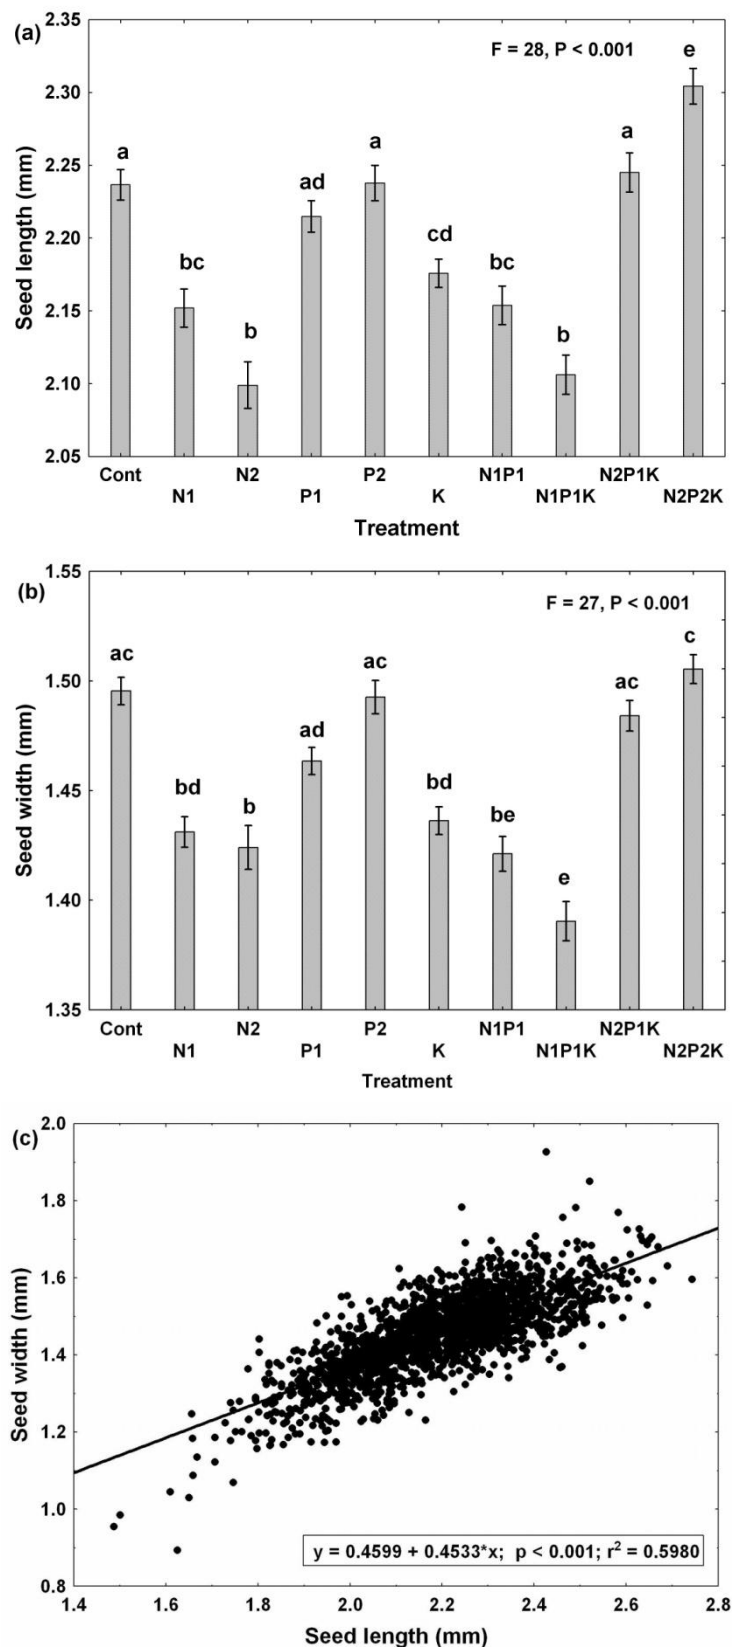 (a)
F = 28, P < 0.001
2.35
2.30
2.25
2.20
2.15
2.10
2.05
Seed length (mm)
a
bc
b
ad
a
cd
bc
b
a
e
Cont N2 P2 N1P1 N2P1K
N1 P1 K N1P1K N2P2K
Treatment
(b)
F = 27, P < 0.001
1.55
1.50
1.45
1.40
1.35
Seed width (mm)
ac
bd
b
ad
ac
bd
be
e
ac
c
Cont N2 P2 N1P1 N2P1K
N1 P1 K N1P1K N2P2K
Treatment
(c)
2.0
1.8
1.6
1.4
1.2
1.0
0.8
Seed width (mm)
y = 0.4599 + 0.4533*x; p < 0.001; r² = 0.5980
1.4 1.6 1.8 2.0 2.2 2.4 2.6 2.8
Seed length (mm)